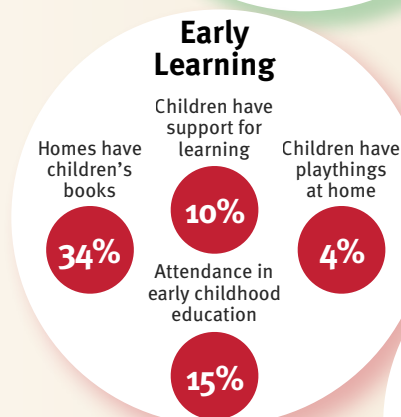 Early
Learning
Homes have
children's
books
34%
Children have
support for
learning
10%
Children have
playthings
at home
4%
Attendance in
early childhood
education
15%